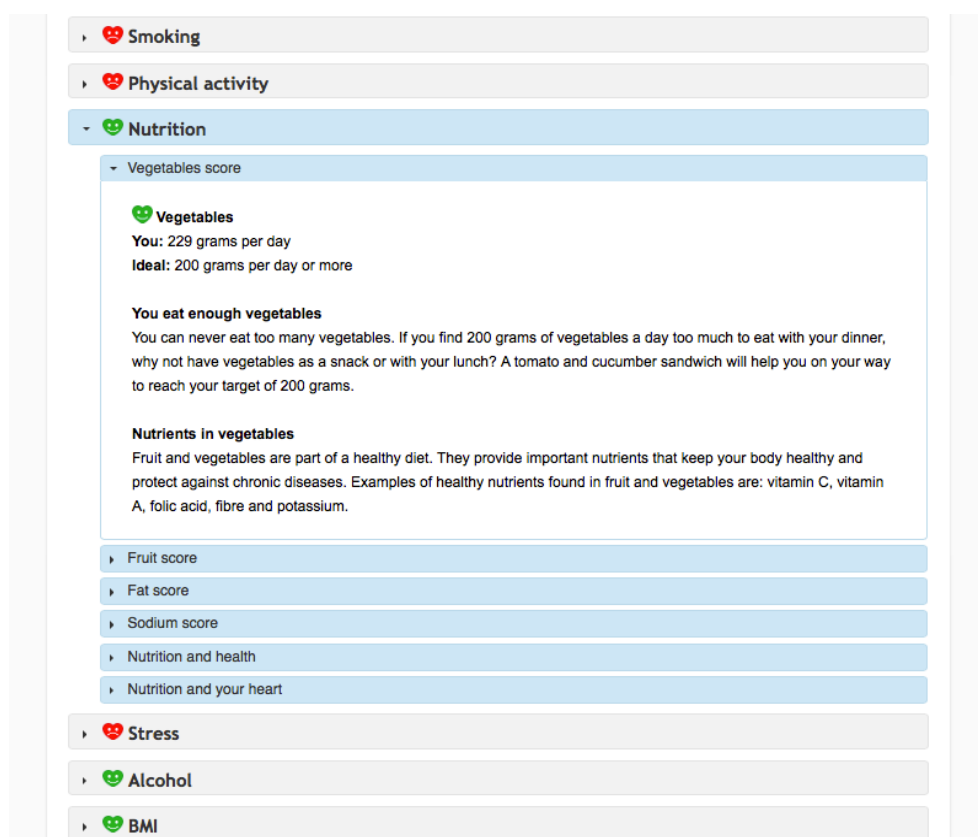 Smoking
Physical activity
Nutrition
Vegetables score
Vegetables
You: 229 grams per day
Ideal: 200 grams per day or more
You eat enough vegetables
You can never eat too many vegetables. If you find 200 grams of vegetables a day too much to eat with your dinner,
why not have vegetables as a snack or with your lunch? A tomato and cucumber sandwich will help you on your way
to reach your target of 200 grams.
Nutrients in vegetables
Fruit and vegetables are part of a healthy diet. They provide important nutrients that keep your body healthy and
protect against chronic diseases. Examples of healthy nutrients found in fruit and vegetables are: vitamin C, vitamin
A, folic acid, fibre and potassium.
Fruit score
Fat score
Sodium score
Nutrition and health
Nutrition and your heart
Stress
Alcohol
BMI